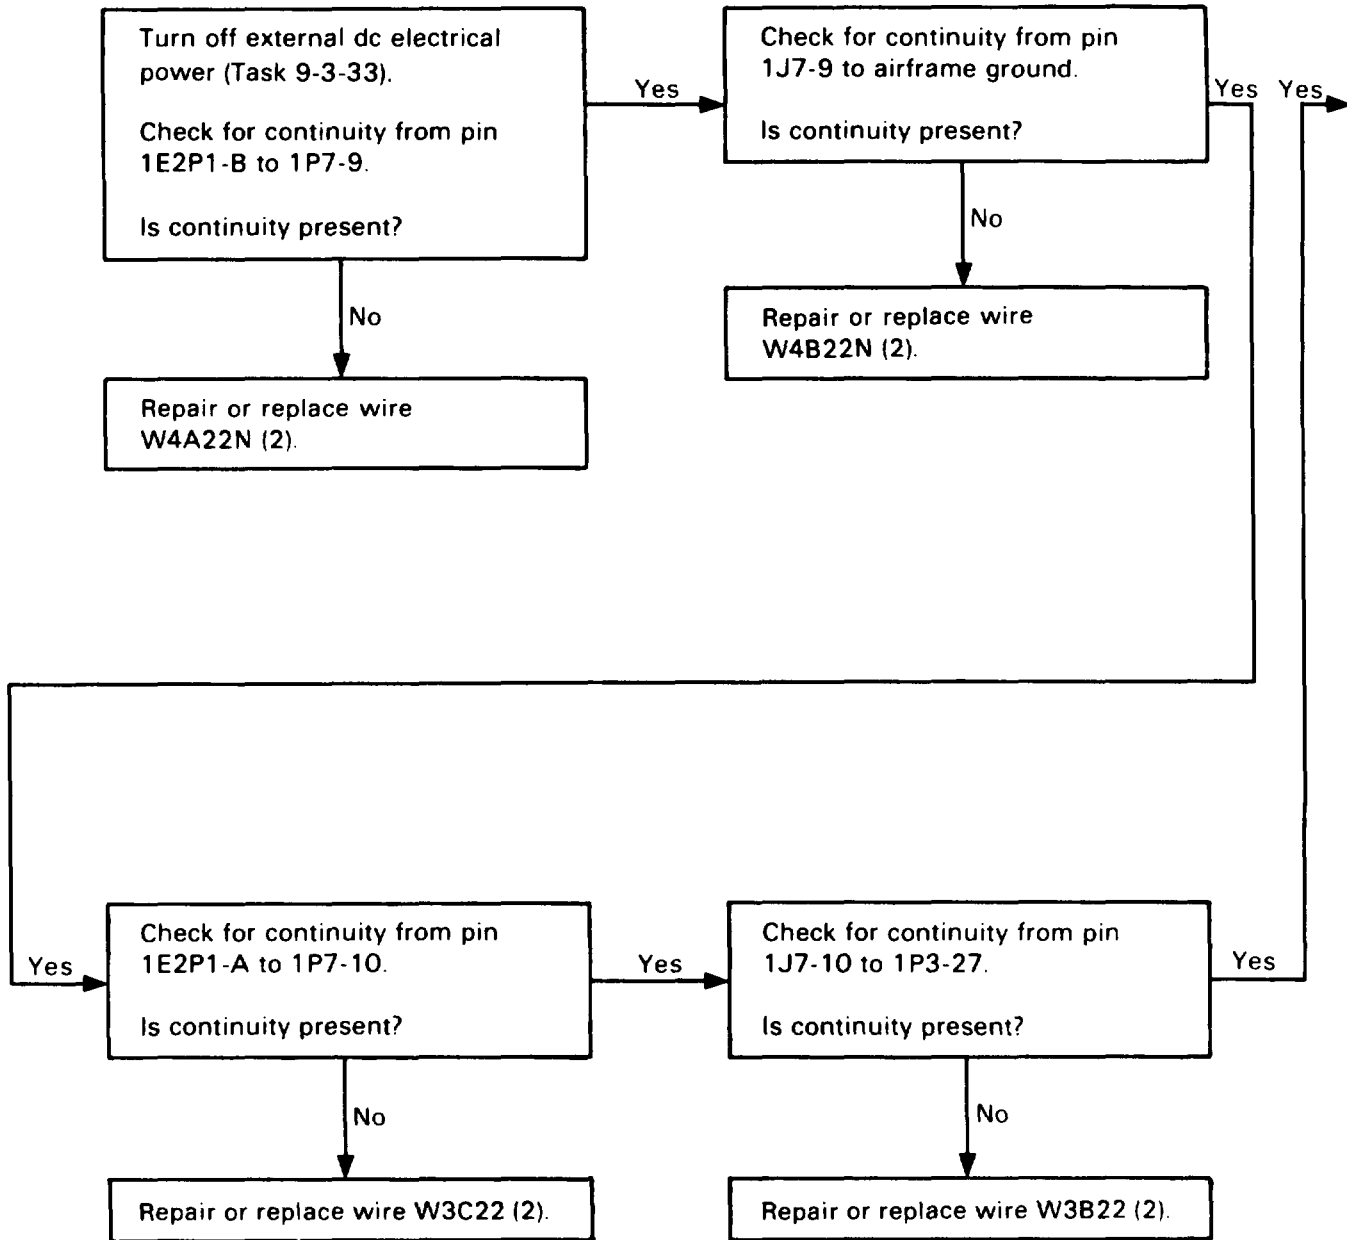 Turn off external dc electrical
power (Task 9-3-33).
Check for continuity from pin
1E2P1-B to 1P7-9.
Is continuity present?
Yes
Check for continuity from pin
1J7-9 to airframe ground.
Is continuity present?
Yes
Yes
No
Repair or replace wire
W4A22N (2).
No
Repair or replace wire
W4B22N (2).
Yes
Check for continuity from pin
1E2P1-A to 1P7-10.
Is continuity present?
Yes
Check for continuity from pin
1J7-10 to 1P3-27.
Is continuity present?
Yes
No
Repair or replace wire W3C22 (2).
No
Repair or replace wire W3B22 (2).